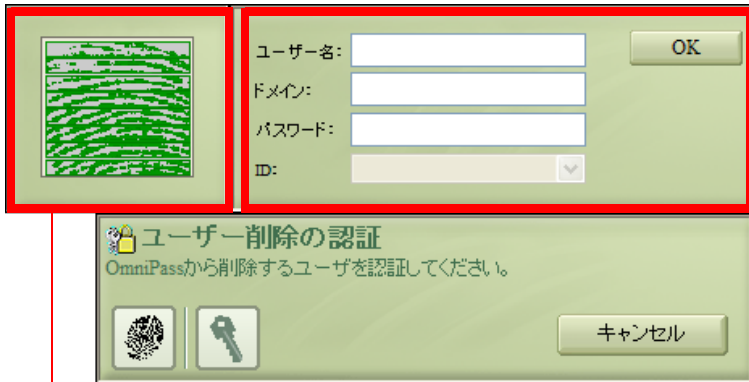 ユーザー名:
OK
ドメイン:
パスワード:
ID:
ユーザー削除の認証
OmniPassから削除するユーザを認証してください。
キャンセル